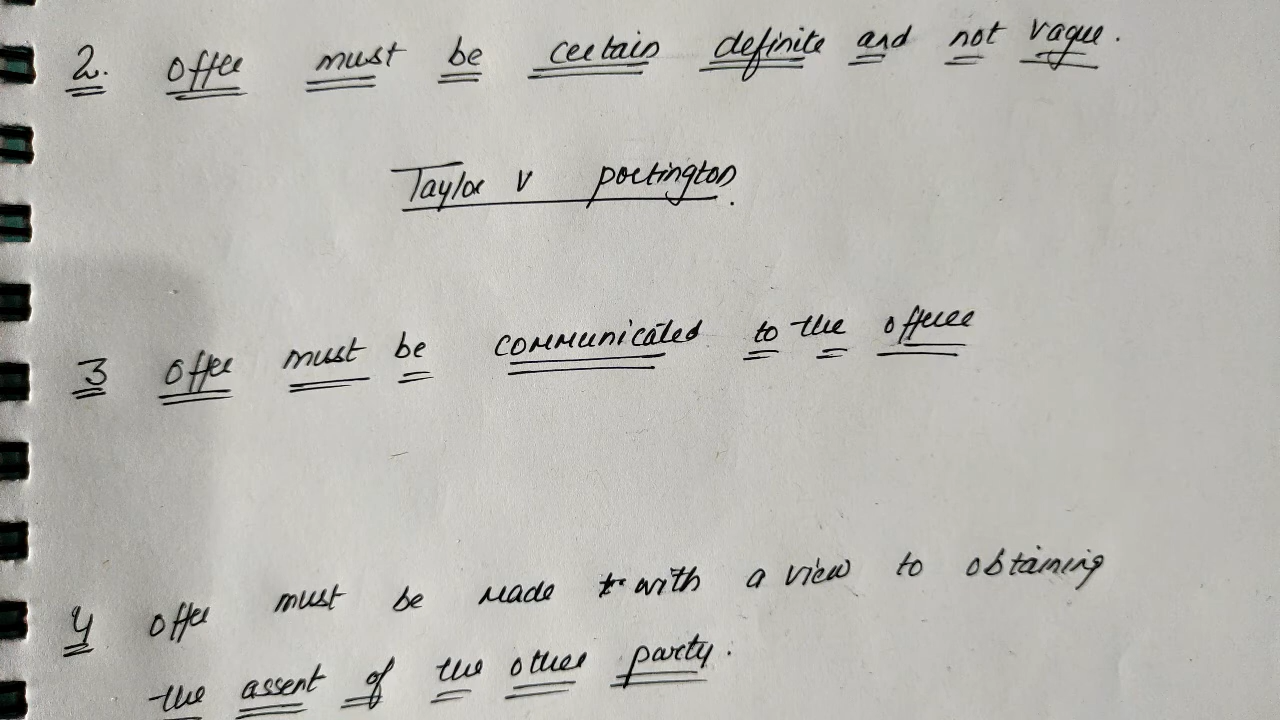 2. offer must be certain definite and not vague.
Taylor v portington.
3 offer must be communicated to the offeree
4 offer must be made with a view to obtaining
the assent of the other party.